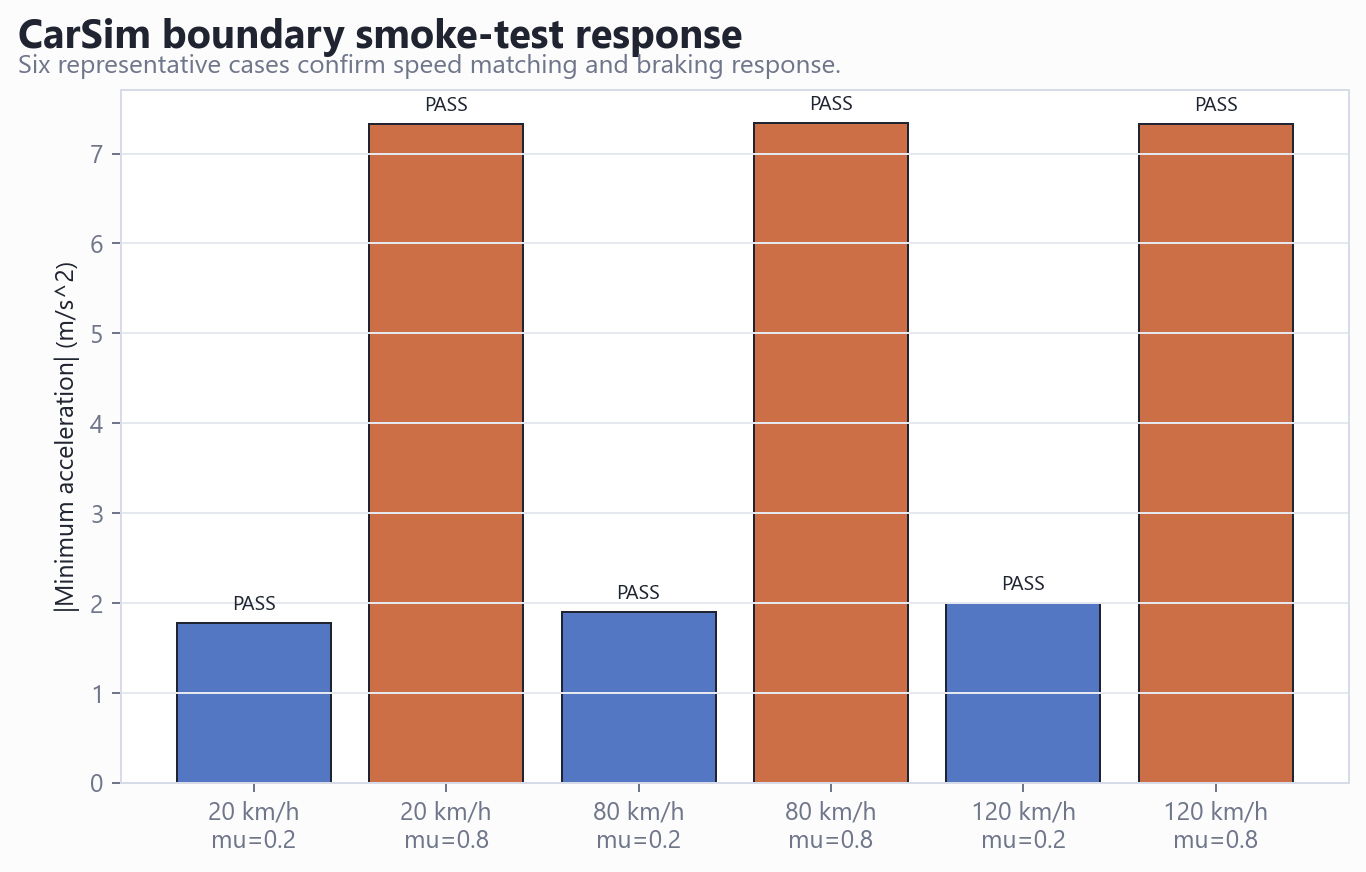 CarSim boundary smoke-test response
Six representative cases confirm speed matching and braking response.
|Minimum acceleration| (m/s^2)
7
6
5
4
3
2
1
0
PASS
PASS
PASS
PASS
PASS
PASS
20 km/h
mu=0.2
20 km/h
mu=0.8
80 km/h
mu=0.2
80 km/h
mu=0.8
120 km/h
mu=0.2
120 km/h
mu=0.8